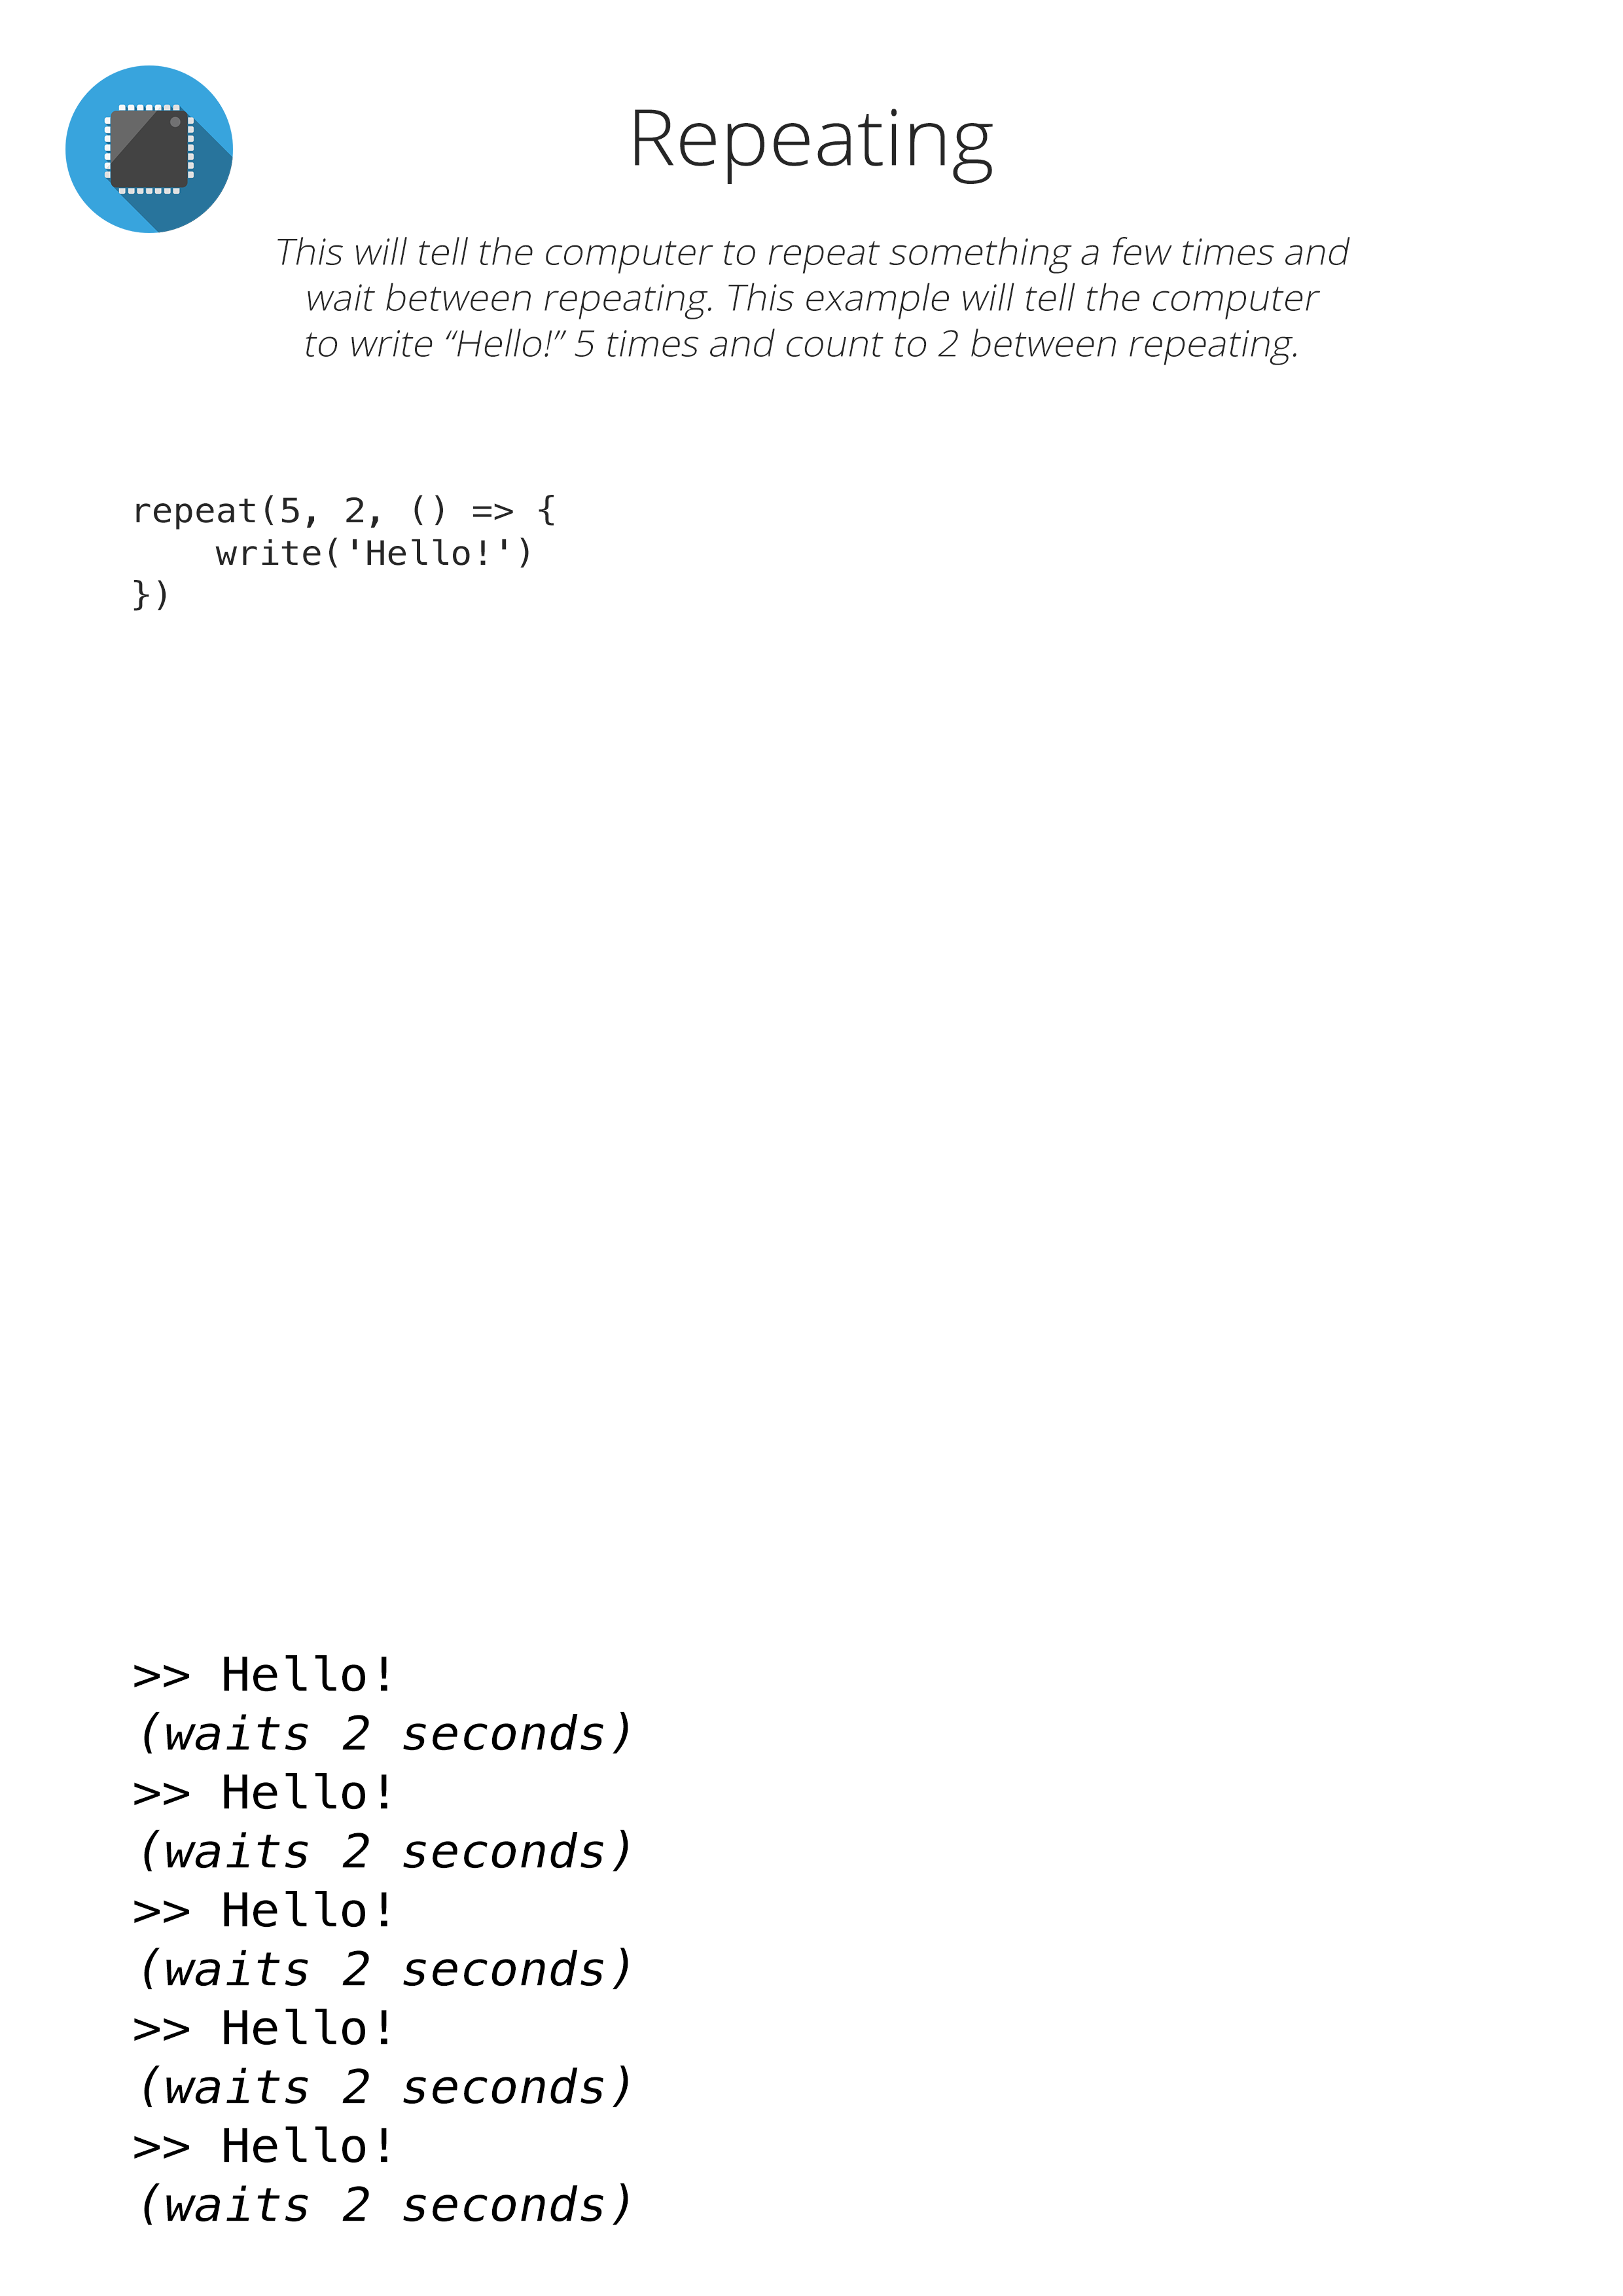 Repeating
This will tell the computer to repeat something a few times and
wait between repeating. This example will tell the computer
to write “Hello!” 5 times and count to 2 between repeating.
repeat(5, 2, () => {
    write('Hello!')
})
>> Hello!
(waits 2 seconds)
>> Hello!
(waits 2 seconds)
>> Hello!
(waits 2 seconds)
>> Hello!
(waits 2 seconds)
>> Hello!
(waits 2 seconds)